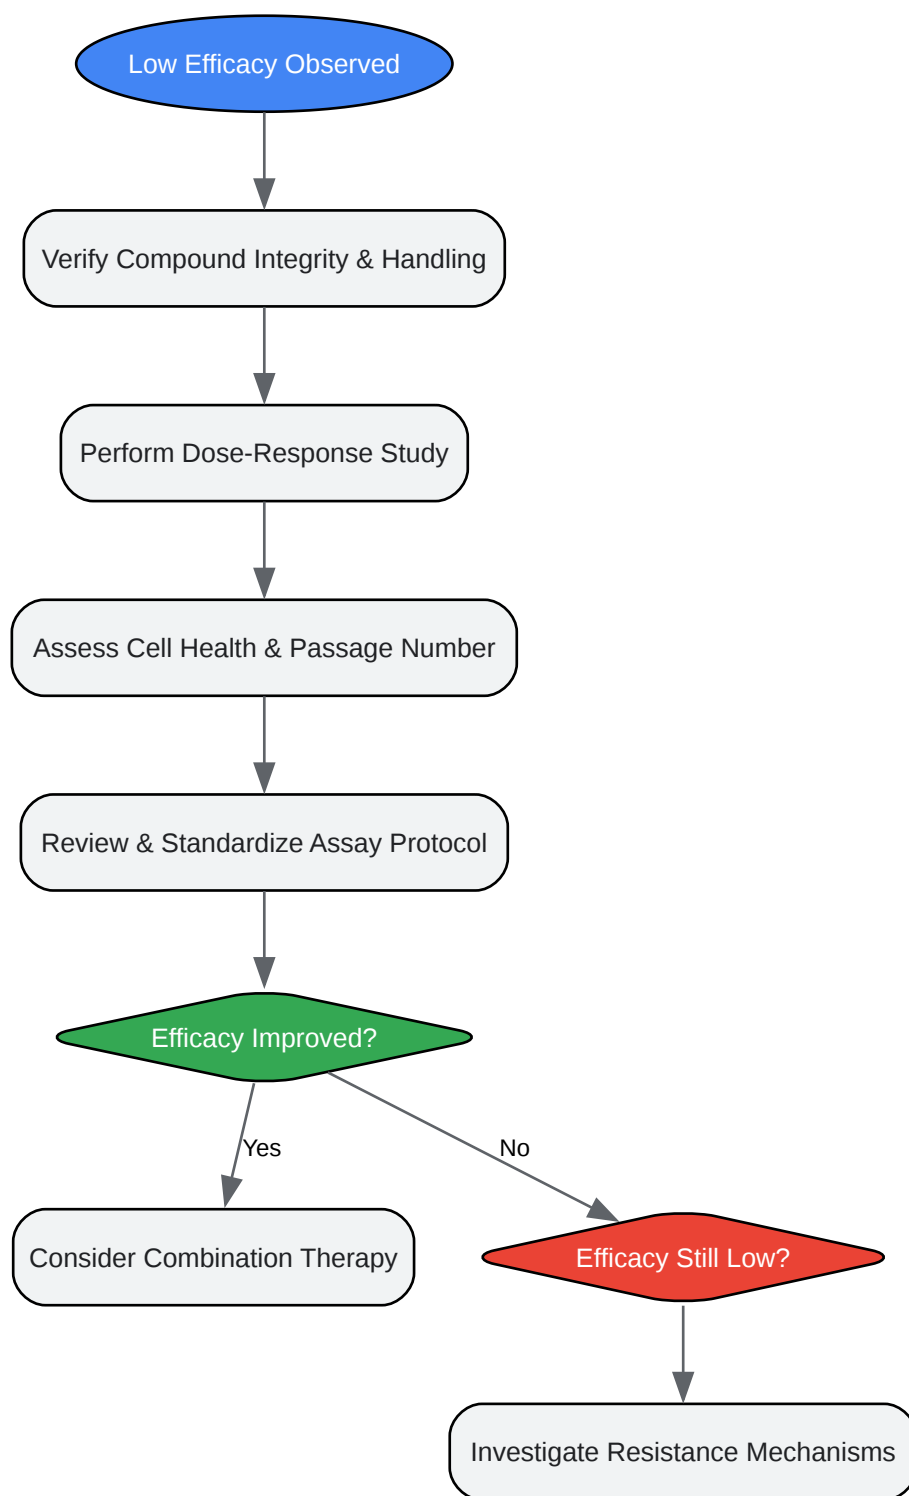 Low Efficacy Observed
Verify Compound Integrity & Handling
Perform Dose-Response Study
Assess Cell Health & Passage Number
Review & Standardize Assay Protocol
Efficacy Improved?
Yes
No
Consider Combination Therapy
Efficacy Still Low?
Investigate Resistance Mechanisms